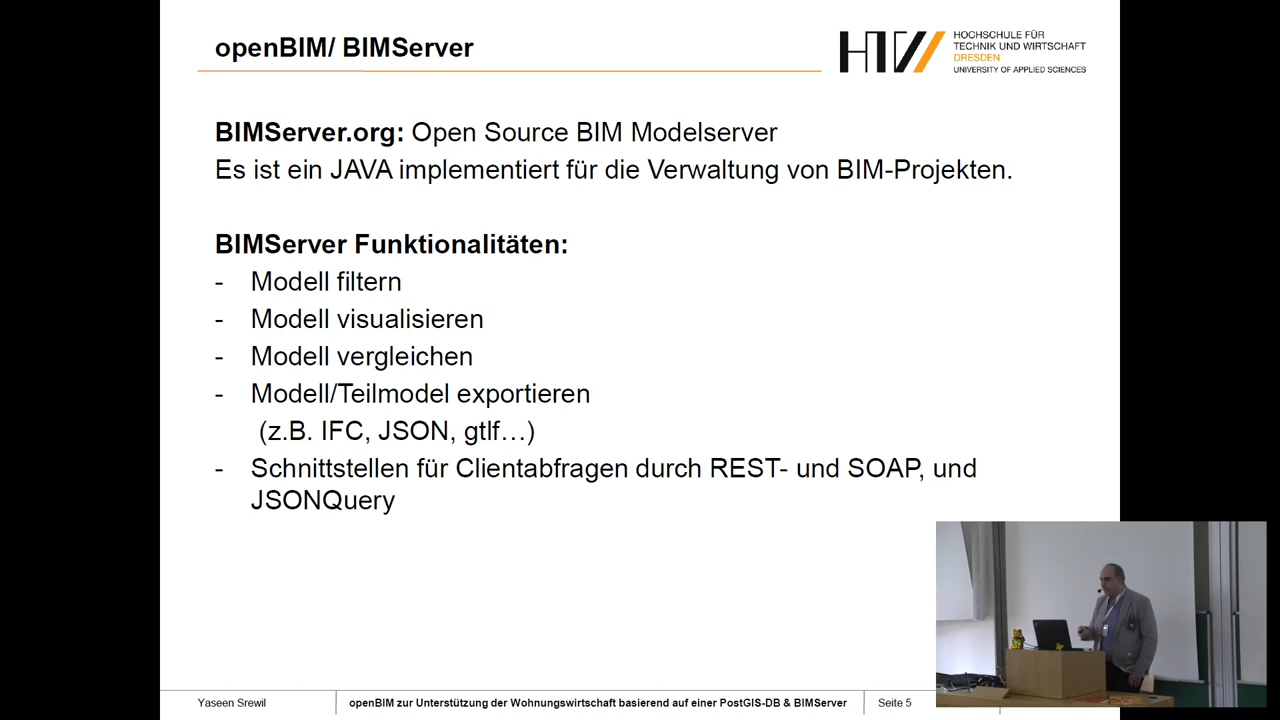 openBIM/ BIMServer
HTW
HOCHSCHULE FÜR
TECHNIK UND WIRTSCHAFT
DRESDEN
UNIVERSITY OF APPLIED SCIENCES
BIMServer.org: Open Source BIM Modelserver
Es ist ein JAVA implementiert für die Verwaltung von BIM-Projekten.
BIMServer Funktionalitäten:
- Modell filtern
- Modell visualisieren
- Modell vergleichen
- Modell/Teilmodel exportieren
(z.B. IFC, JSON, gtlf…)
- Schnittstellen für Clientabfragen durch REST- und SOAP, und
JSONQuery
Yaseen Srewil
openBIM zur Unterstützung der Wohnungswirtschaft basierend auf einer PostGIS-DB & BIMServer
Seite 5